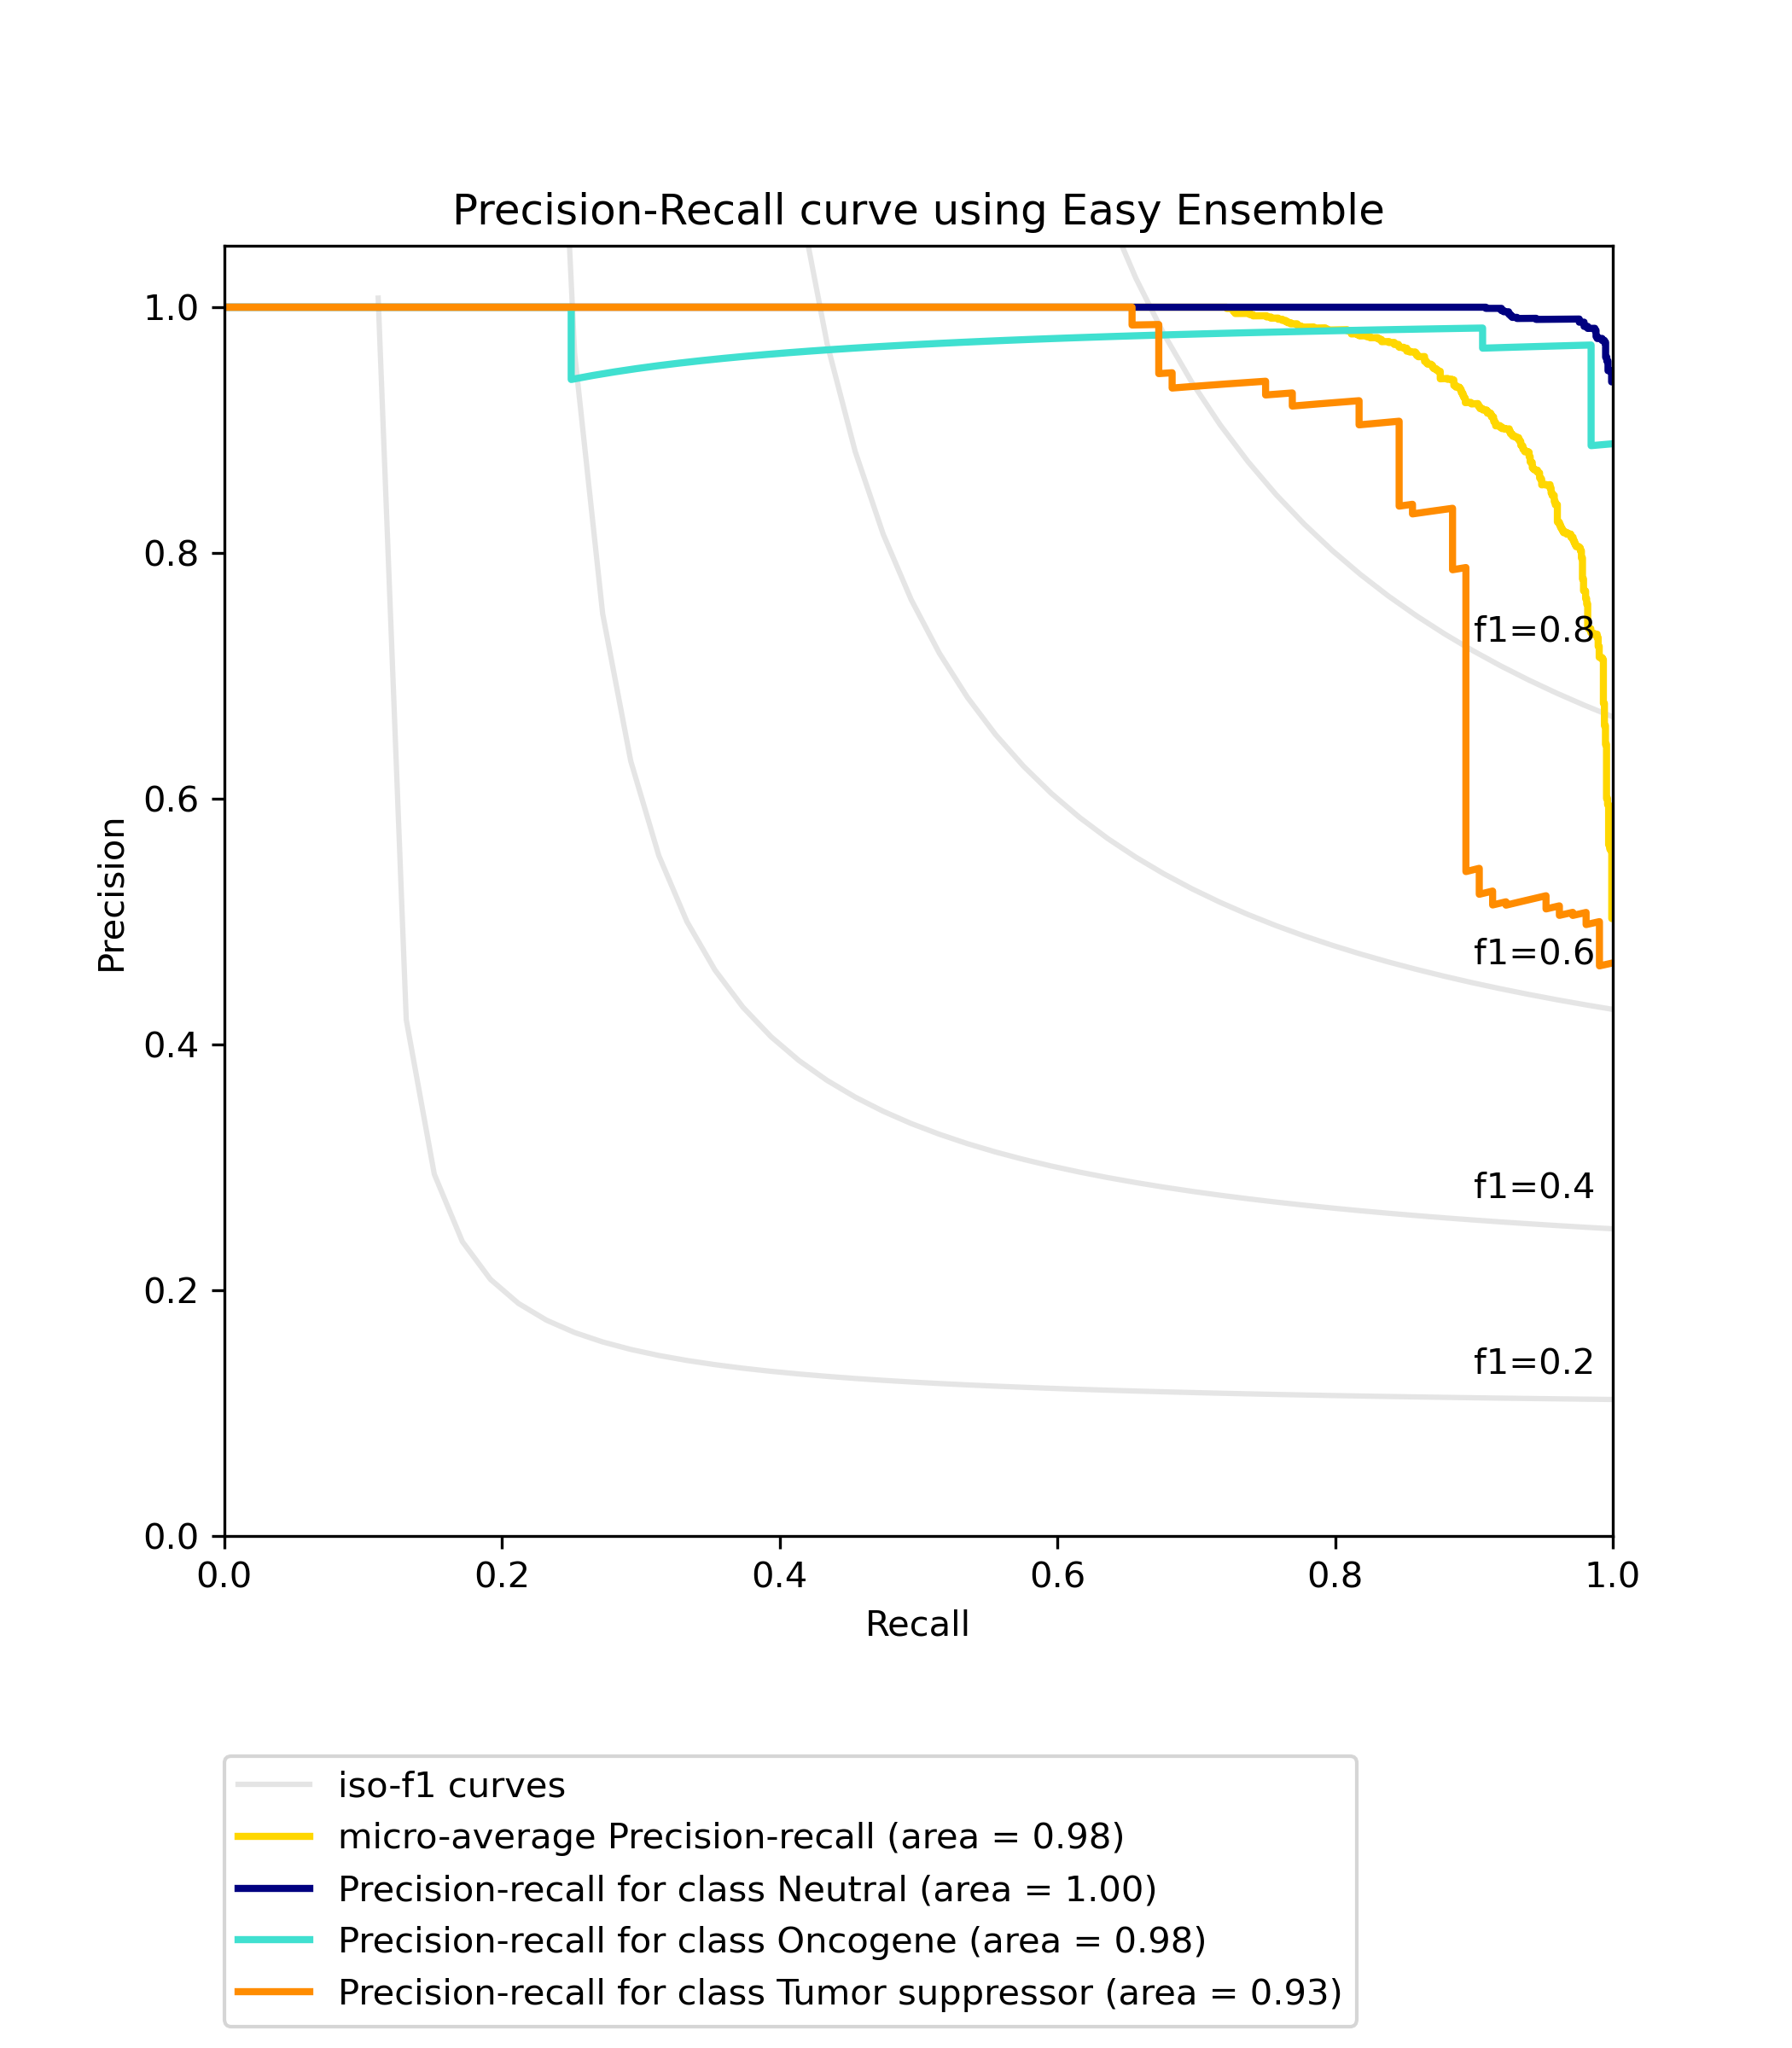 Precision-Recall curve using Easy Ensemble
1.0
0.8
f1=0.8
0.6
Precision
f1=0.6
0.4
f1=0.4
0.2
f1=0.2
0.0
0.0 0.2 0.4 0.6 0.8 1.0
Recall
iso-f1 curves
micro-average Precision-recall (area = 0.98)
Precision-recall for class Neutral (area = 1.00)
Precision-recall for class Oncogene (area = 0.98)
Precision-recall for class Tumor suppressor (area = 0.93)